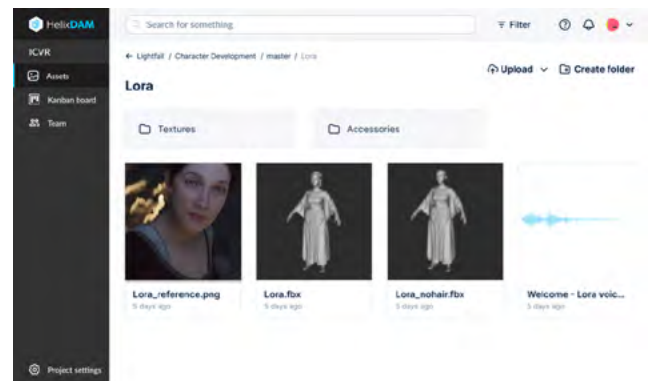 HelixDAM
Search for something
Filter
ICVR
Assets
Kanban board
Team
Project settings
← Lightfall / Character Development / master / Lora
Upload
Create folder
Lora
Textures
Accessories
Lora_reference.png
5 days ago
Lora.fbx
5 days ago
Lora_nohair.fbx
5 days ago
Welcome - Lora voic...
5 days ago